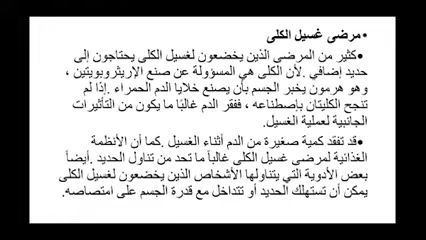 •مرضى غسيل الكلى
•كثير من المرضى الذين يخضعون لغسيل الكلى يحتاجون إلى
حديد إضافي .لأن الكلى هي المسؤولة عن صنع الإريثروبويتين ،
وهو هرمون يخبر الجسم بأن يصنع خلايا الدم الحمراء .إذا لم
تنجح الكليتان بإصطناعه ، ففقر الدم غالبًا ما يكون من التأثيرات
الجانبية لعملية الغسيل.
•قد تفقد كمية صغيرة من الدم أثناء الغسيل .كما أن الأنظمة
الغذائية لمرضى غسيل الكلى غالباً ما تحد من تناول الحديد .أيضاً
بعض الأدوية التي يتناولها الأشخاص الذين يخضعون لغسيل الكلى
يمكن أن تستهلك الحديد أو تتداخل مع قدرة الجسم على امتصاصه.